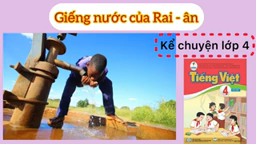 Giếng nước của Rai - ân
Kể chuyện lớp 4
Tiếng Việt
4